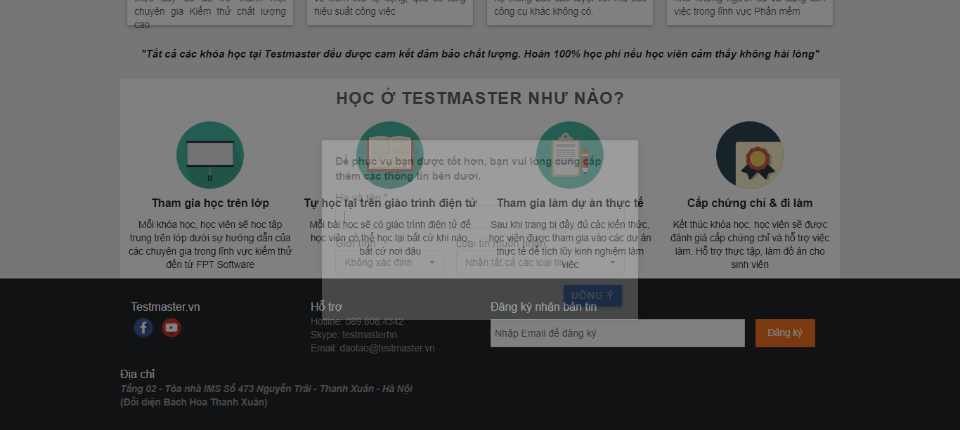 chuyên gia Kiểm thử chất lượng
cao
hiệu suất công việc
công cụ khác không có.
việc trong lĩnh vực Phần mềm
"Tất cả các khóa học tại Testmaster đều được cam kết đảm bảo chất lượng. Hoàn 100% học phí nếu học viên cảm thấy không hài lòng"
HỌC Ở TESTMASTER NHƯ NÀO?
Để phục vụ bạn được tốt hơn, bạn vui lòng cung cấp
thêm các thông tin bên dưới.
Họ và tên *
Tham gia học trên lớp
Mỗi khóa học, học viên sẽ học tập
trung trên lớp dưới sự hướng dẫn của
các chuyên gia trong lĩnh vực kiểm thử
đến từ FPT Software
Tự học lại trên giáo trình điện tử
Mỗi bài học sẽ có giáo trình điện tử để
học viên có thể học lại bất cứ khi nào,
bất cứ nơi đâu
Tham gia làm dự án thực tế
Sau khi trang bị đầy đủ các kiến thức,
học viên được tham gia vào các dự án
thực tế để tích lũy kinh nghiệm làm
việc
Cấp chứng chỉ & đi làm
Kết thúc khóa học, học viên sẽ được
đánh giá cấp chứng chỉ và hỗ trợ việc
làm. Hỗ trợ thực tập, làm đồ án cho
sinh viên
Giới tính
Loại tin muốn nhận
Không xác định
Nhận tất cả các loại tin
ĐỒNG Ý
Testmaster.vn
Hỗ trợ
Hotline: 089.808.4342
Skype: testmasterhn
Email: daotao@testmaster.vn
Đăng ký nhận bản tin
Nhập Email để đăng ký
Đăng ký
Địa chỉ
Tầng 02 - Tòa nhà IMS Số 473 Nguyễn Trãi - Thanh Xuân - Hà Nội
(Đối diện Bách Hóa Thanh Xuân)